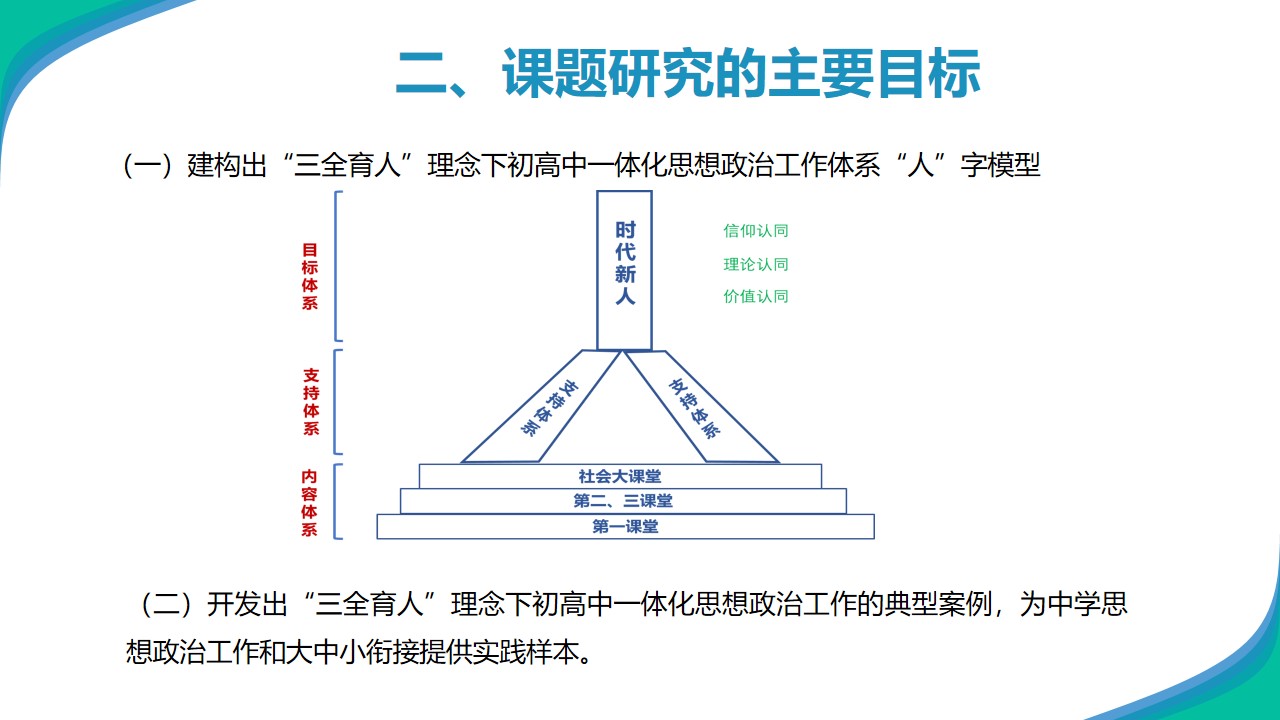 二、课题研究的主要目标
（一）建构出“三全育人”理念下初高中一体化思想政治工作体系“人”字模型
目标体系
时代新人
信仰认同
理论认同
价值认同
支持体系
支持体系
支持体系
内容体系
社会大课堂
第二、三课堂
第一课堂
（二）开发出“三全育人”理念下初高中一体化思想政治工作的典型案例，为中学思
想政治工作和大中小衔接提供实践样本。